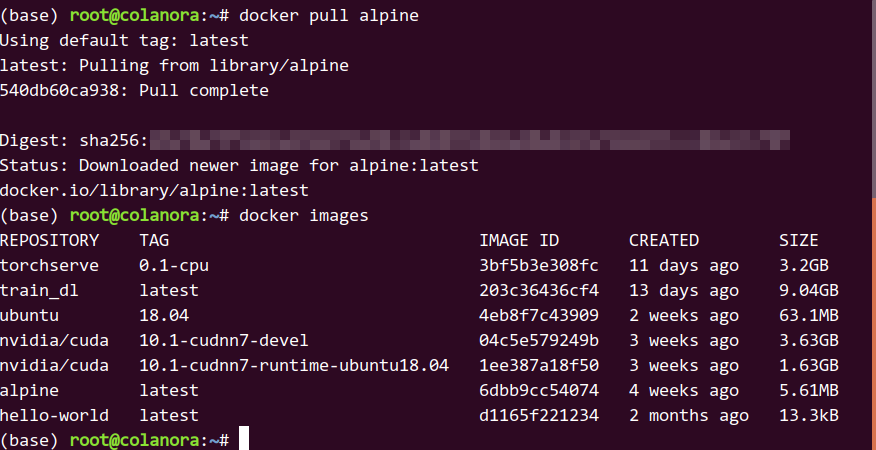 (base) root@colanora:~# docker pull alpine
Using default tag: latest
latest: Pulling from library/alpine
540db60ca938: Pull complete
Digest: sha256:
Status: Downloaded newer image for alpine:latest
docker.io/library/alpine:latest
(base) root@colanora:~# docker images
REPOSITORY    TAG                               IMAGE ID       CREATED        SIZE
torchserve    0.1-cpu                           3bf5b3e308fc   11 days ago    3.2GB
train_dl      latest                            203c36436cf4   13 days ago    9.04GB
ubuntu        18.04                             4eb8f7c43909   2 weeks ago    63.1MB
nvidia/cuda   10.1-cudnn7-devel                 04c5e579249b   3 weeks ago    3.63GB
nvidia/cuda   10.1-cudnn7-runtime-ubuntu18.04   1ee387a18f50   3 weeks ago    1.63GB
alpine        latest                            6dbb9cc54074   4 weeks ago    5.61MB
hello-world   latest                            d1165f221234   2 months ago   13.3kB
(base) root@colanora:~#